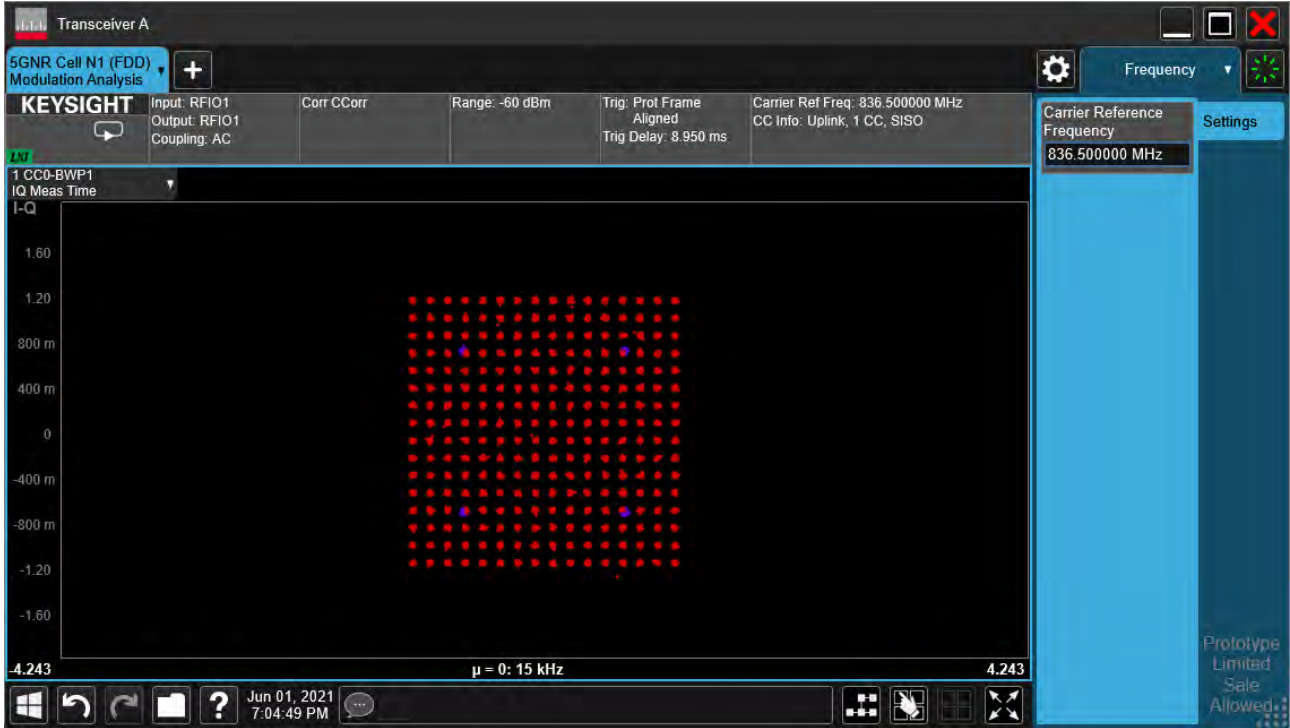 Transceiver A
5GNR Cell N1 (FDD)
Modulation Analysis
Frequency
KEYSIGHT
LXI
Input: RFIO1
Output: RFIO1
Coupling: AC
Corr CCorr
Range: -60 dBm
Trig: Prot Frame
Aligned
Trig Delay: 8.950 ms
Carrier Ref Freq: 836.500000 MHz
CC Info: Uplink, 1 CC, SISO
Carrier Reference
Frequency
836.500000 MHz
Settings
1 CC0-BWP1
IQ Meas Time
I-Q
1.60
1.20
800 m
400 m
0
-400 m
-800 m
-1.20
-1.60
-4.243
µ = 0: 15 kHz
4.243
Prototype
Limited
Sale
Allowed
?
Jun 01, 2021
7:04:49 PM